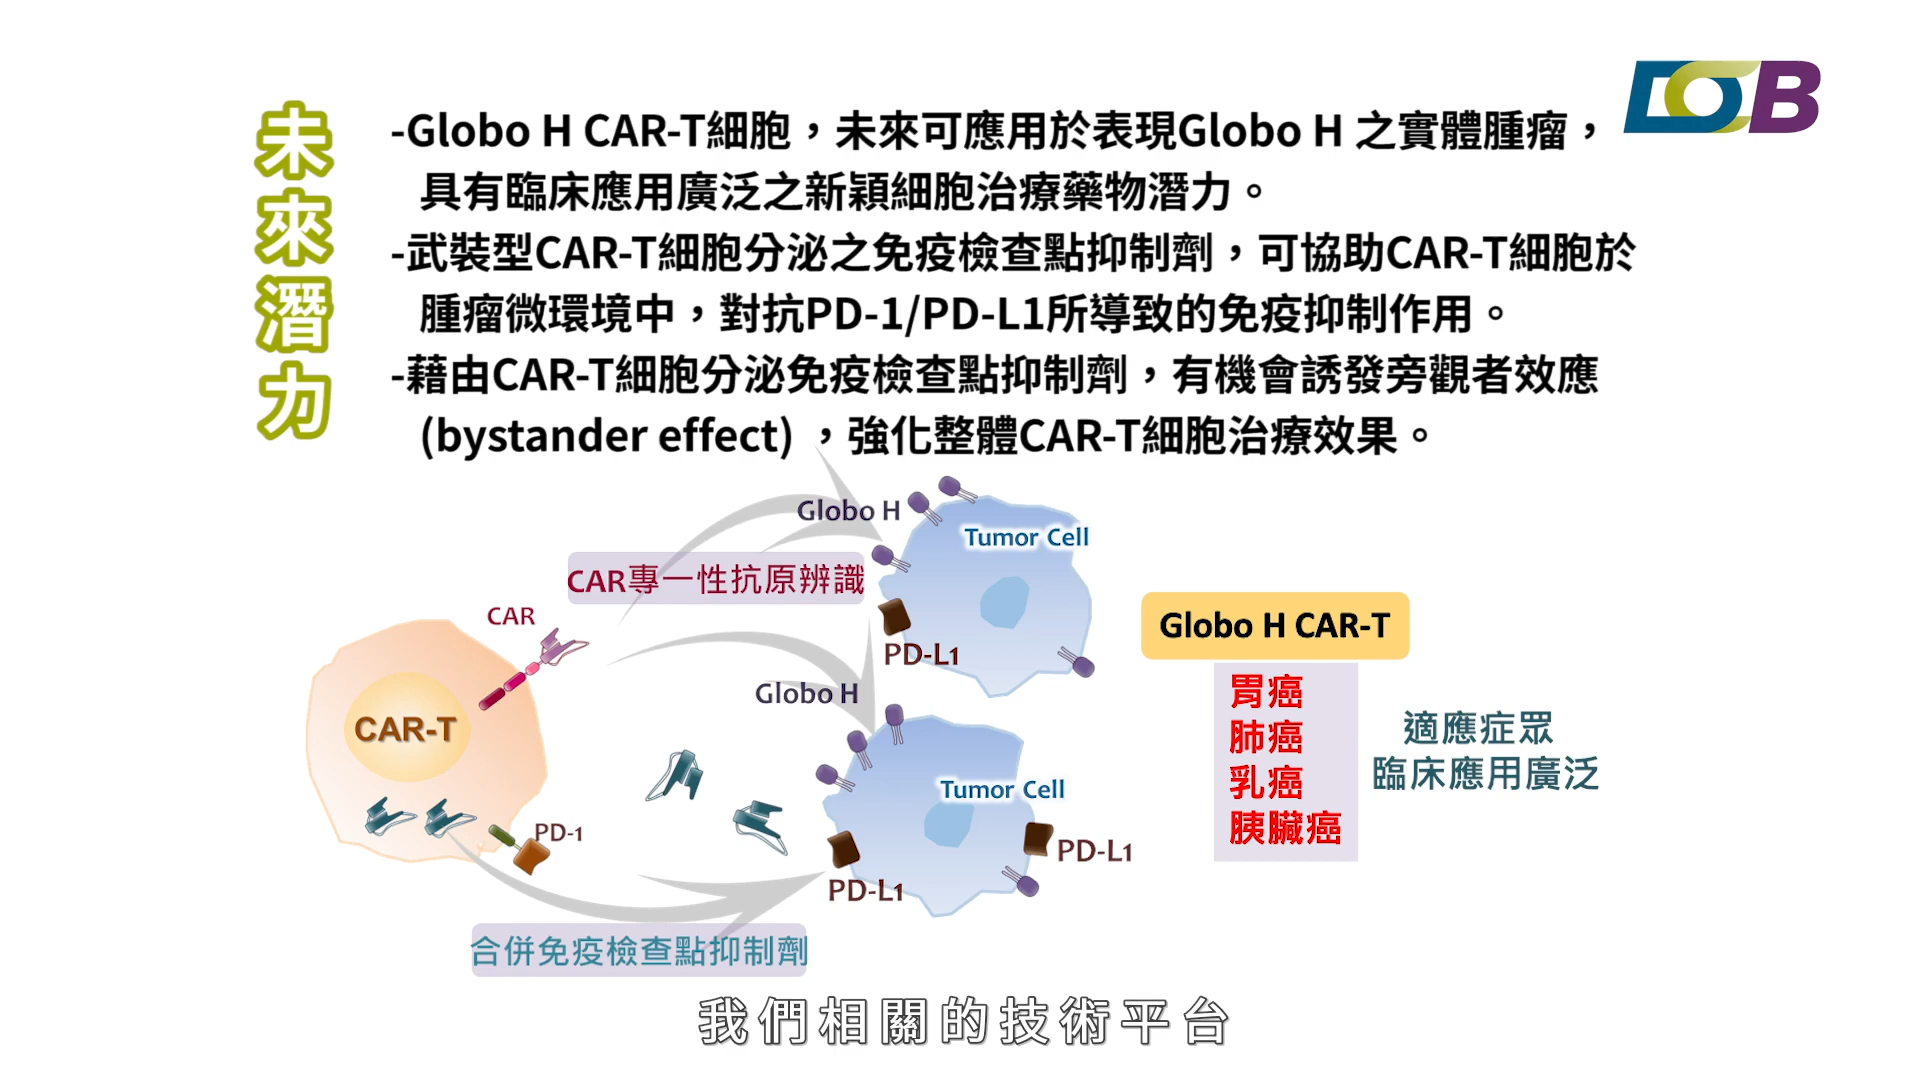 未來潛力
-Globo H CAR-T細胞，未來可應用於表現Globo H 之實體腫瘤，
具有臨床應用廣泛之新穎細胞治療藥物潛力。
-武裝型CAR-T細胞分泌之免疫檢查點抑制劑，可協助CAR-T細胞於
腫瘤微環境中，對抗PD-1/PD-L1所導致的免疫抑制作用。
-藉由CAR-T細胞分泌免疫檢查點抑制劑，有機會誘發旁觀者效應
(bystander effect) ，強化整體CAR-T細胞治療效果。
DCB
Globo H
Tumor Cell
CAR專一性抗原辨識
CAR
PD-L1
Globo H
CAR-T
Tumor Cell
PD-1
PD-L1
PD-L1
合併免疫檢查點抑制劑
Globo H CAR-T
胃癌
肺癌
乳癌
胰臟癌
適應症眾
臨床應用廣泛
我們相關的技術平台